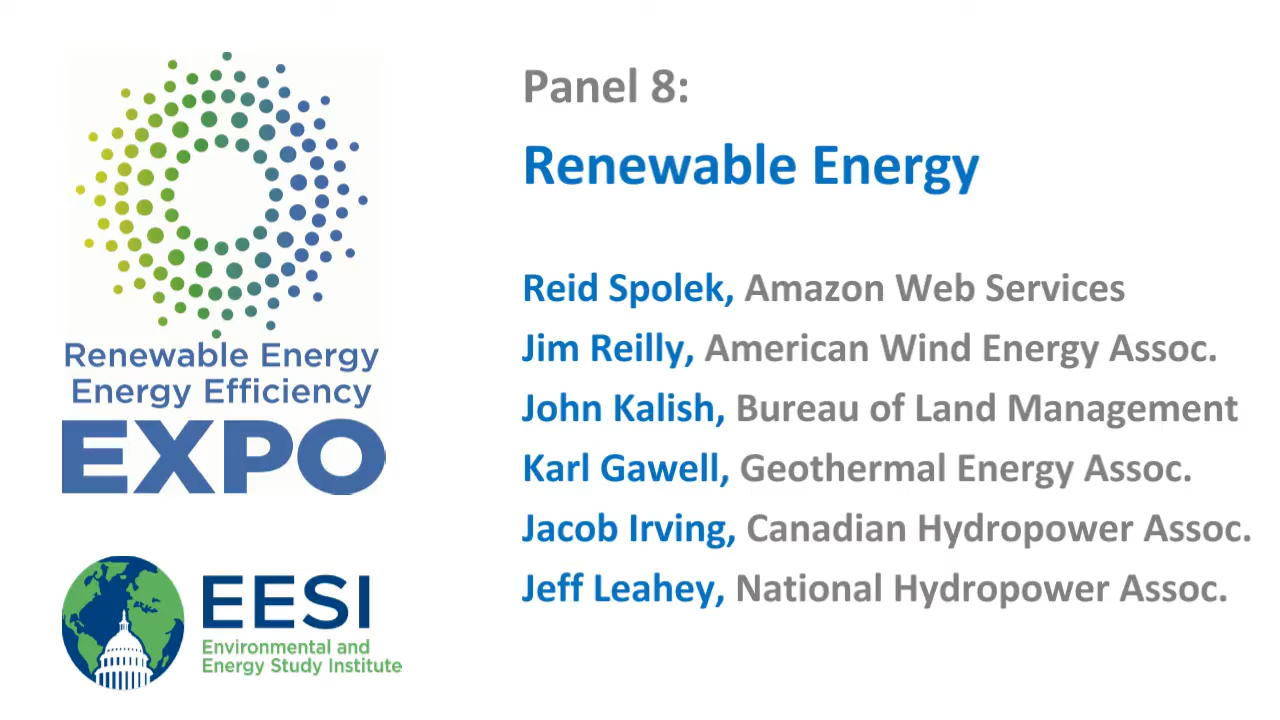 Renewable Energy
Energy Efficiency
EXPO
EESI
Environmental and
Energy Study Institute
Panel 8:
Renewable Energy
Reid Spolek, Amazon Web Services
Jim Reilly, American Wind Energy Assoc.
John Kalish, Bureau of Land Management
Karl Gawell, Geothermal Energy Assoc.
Jacob Irving, Canadian Hydropower Assoc.
Jeff Leahey, National Hydropower Assoc.